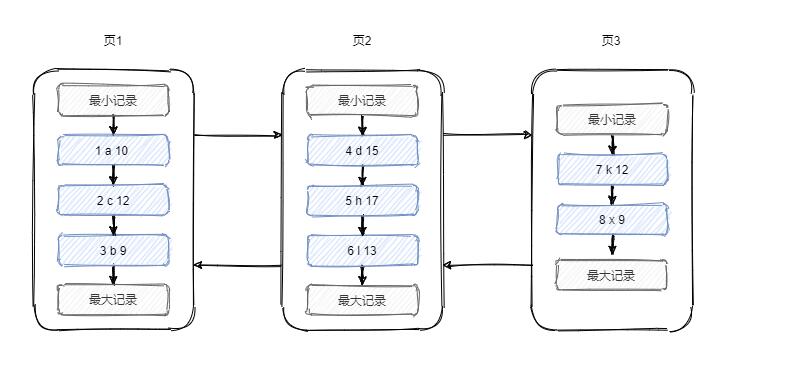 页1
页2
页3
最小记录
1 a 10
2 c 12
3 b 9
最大记录
最小记录
4 d 15
5 h 17
6 l 13
最大记录
最小记录
7 k 12
8 x 9
最大记录